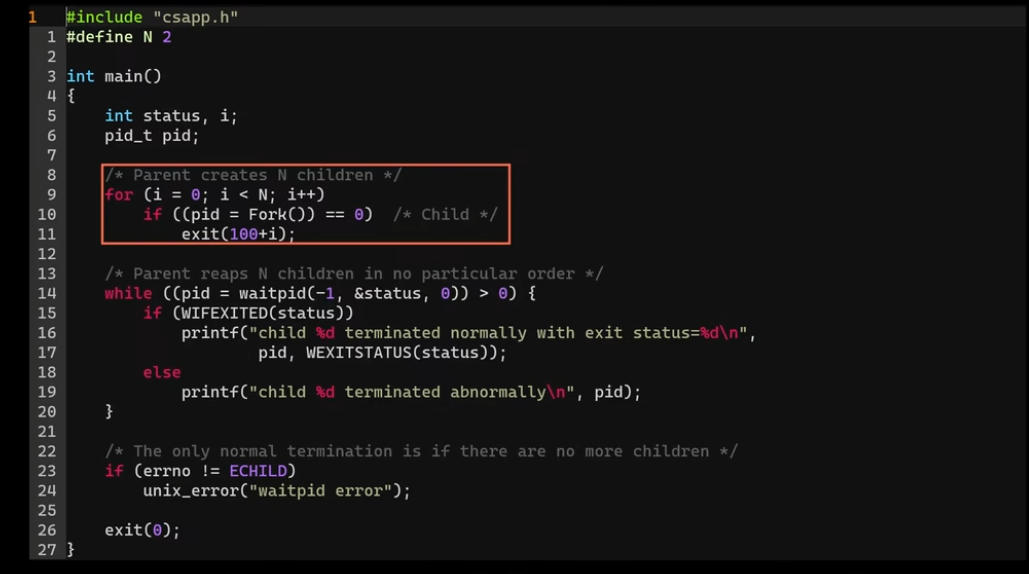 1 #include "csapp.h"
1 #define N 2
2
3 int main()
4 {
5     int status, i;
6     pid_t pid;
7
8     /* Parent creates N children */
9     for (i = 0; i < N; i++)
10         if ((pid = Fork()) == 0)  /* Child */
11             exit(100+i);
12
13     /* Parent reaps N children in no particular order */
14     while ((pid = waitpid(-1, &status, 0)) > 0) {
15         if (WIFEXITED(status))
16             printf("child %d terminated normally with exit status=%d\n",
17                     pid, WEXITSTATUS(status));
18         else
19             printf("child %d terminated abnormally\n", pid);
20     }
21
22     /* The only normal termination is if there are no more children */
23     if (errno != ECHILD)
24         unix_error("waitpid error");
25
26     exit(0);
27 }